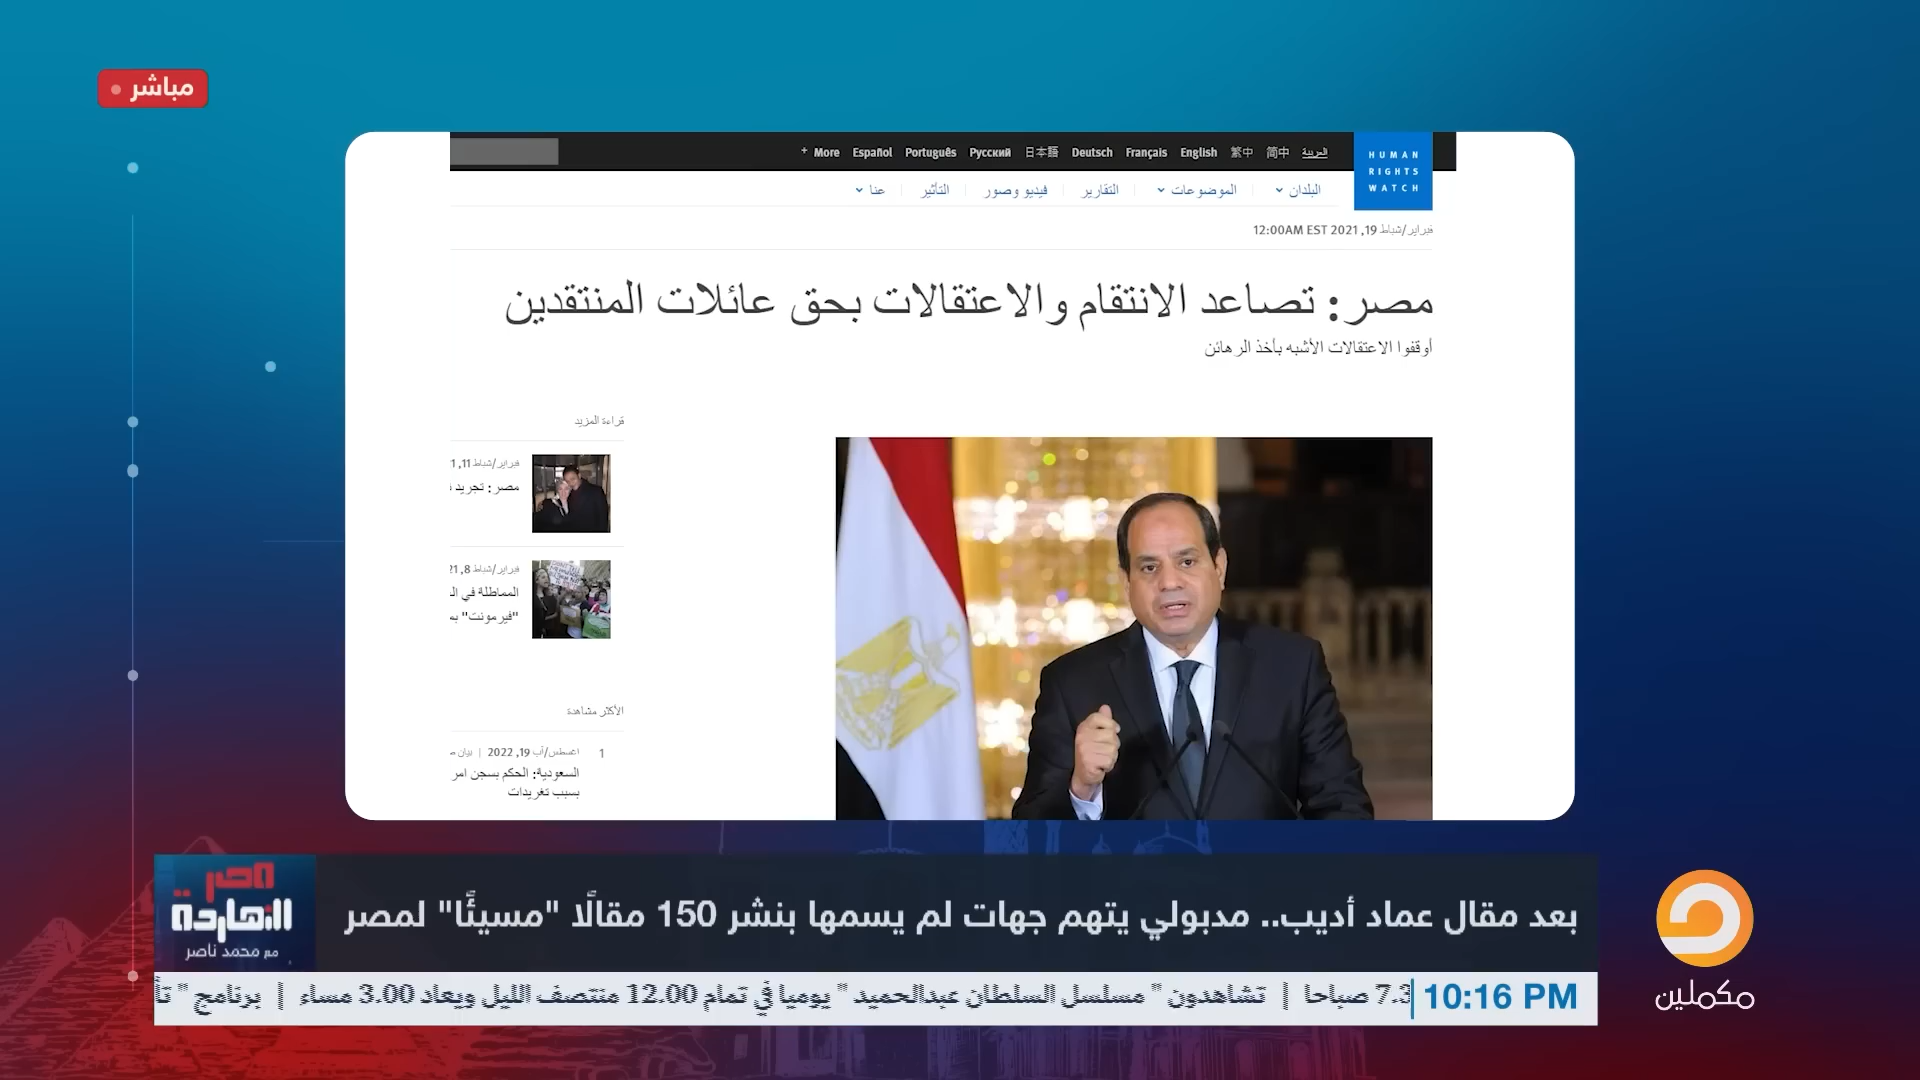 مباشر
العربية 简中 繁中 English Français Deutsch 日本語 Русский Português Español More +
HUMAN
RIGHTS
WATCH
البلدان الموضوعات التقارير فيديو وصور التأثير عنا
فبراير/شباط 19, 2021 12:00AM EST
مصر: تصاعد الانتقام والاعتقالات بحق عائلات المنتقدين
أوقفوا الاعتقالات الأشبه بأخذ الرهائن
قراءة المزيد
فبراير/شباط 11,
مصر: تجريد
فبراير/شباط 8,
المماطلة في
"فيرمونت"
الأكثر مشاهدة
1
اغسطس/آب 19, 2022 | بيان
السعودية: الحكم بسجن امر
بسبب تغريدات
مصر
النهاردة
مع محمد ناصر
بعد مقال عماد أديب.. مدبولي يتهم جهات لم يسمها بنشر 150 مقالًا "مسيئًا" لمصر
10:16 PM
7.3 صباحا | تشاهدون " مسلسل السلطان عبدالحميد " يوميا في تمام 12.00 منتصف الليل ويعاد 3.00 مساء | برنامج "
مكملين